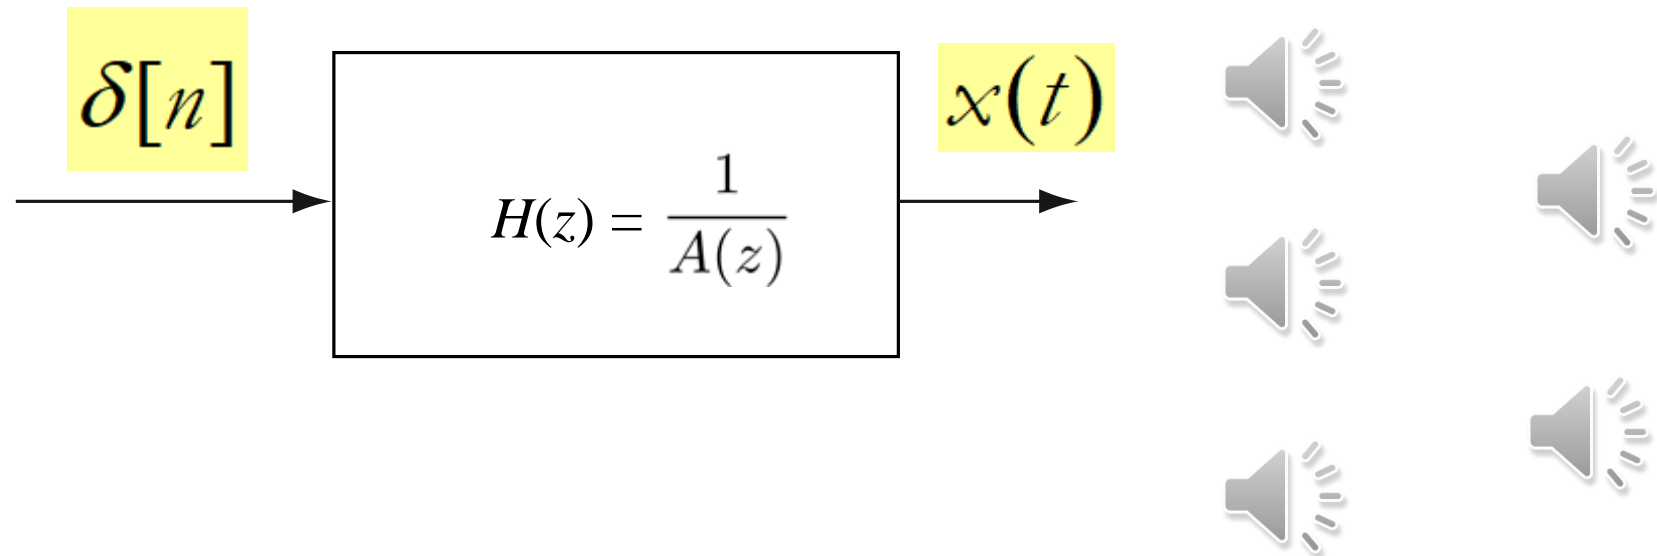 δ[n]
x(t)
H(z) = 1/A(z)